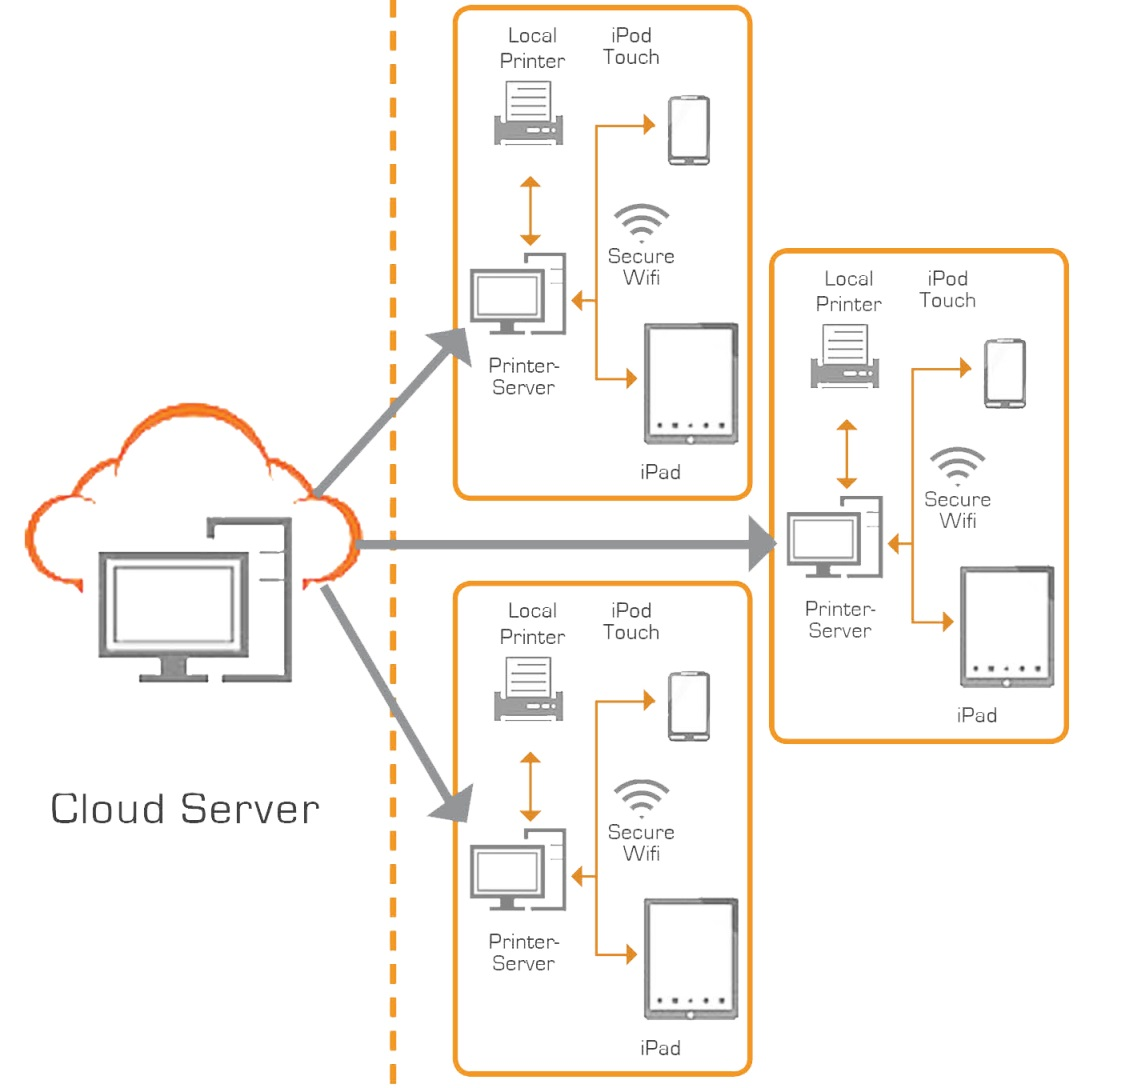 Local
Printer
iPod
Touch
Secure
Wifi
Printer-
Server
iPad
Local
Printer
iPod
Touch
Secure
Wifi
Printer-
Server
iPad
Cloud Server
Local
Printer
iPod
Touch
Secure
Wifi
Printer-
Server
iPad